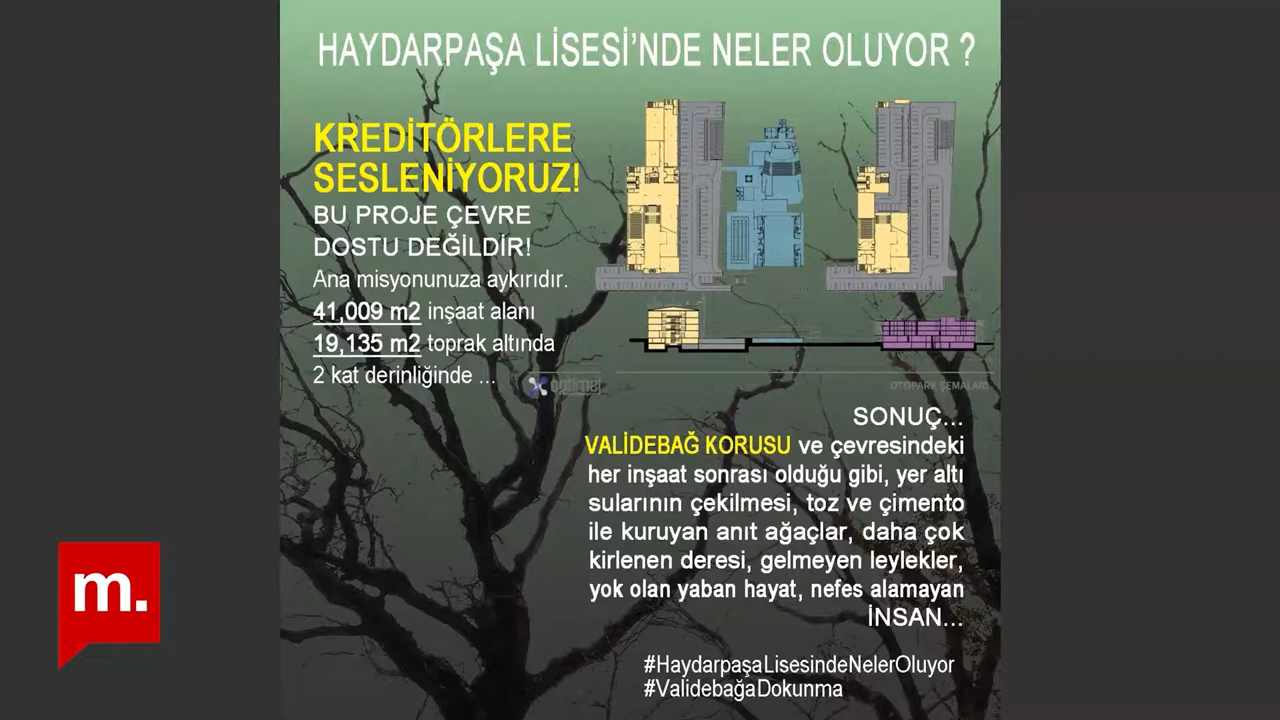 HAYDARPAŞA LİSESİ'NDE NELER OLUYOR ?
KREDİTÖRLERE
SESLENİYORUZ!
BU PROJE ÇEVRE
DOSTU DEĞİLDİR!
Ana misyonunuza aykırıdır.
41,009 m2 inşaat alanı
19,135 m2 toprak altında
2 kat derinliğinde ...
optimei
OTOPARK ŞEMALARI
SONUÇ...
VALİDEBAĞ KORUSU ve çevresindeki
her inşaat sonrası olduğu gibi, yer altı
sularının çekilmesi, toz ve çimento
ile kuruyan anıt ağaçlar, daha çok
kirlenen deresi, gelmeyen leylekler,
yok olan yaban hayat, nefes alamayan
İNSAN...
#HaydarpaşaLisesindeNelerOluyor
#ValidebağaDokunma
m.